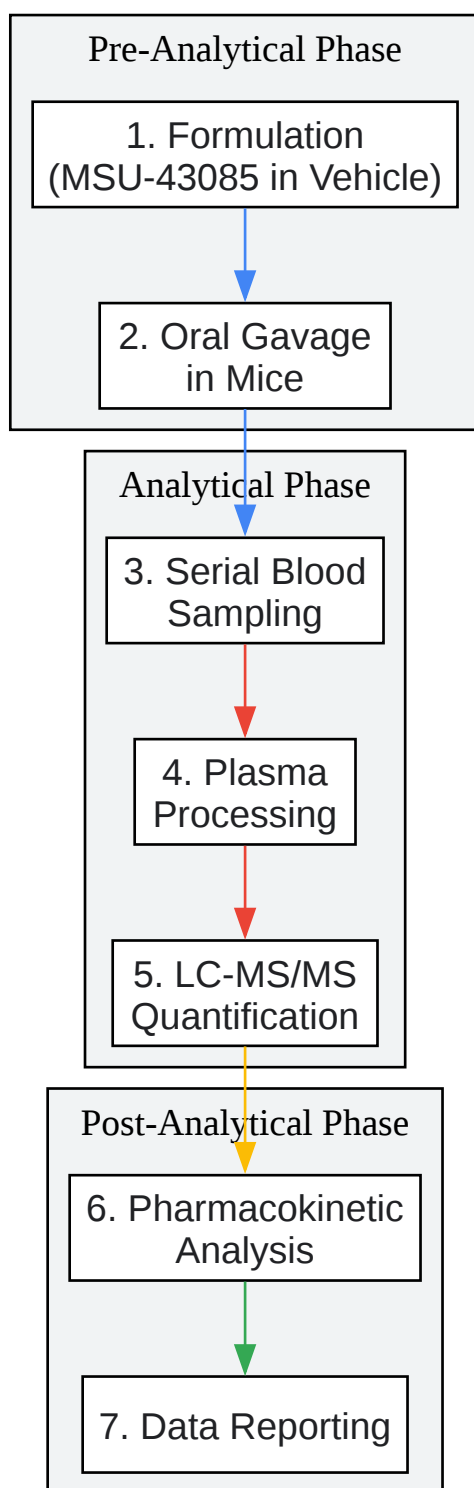 Pre-Analytical Phase
1. Formulation
(MSU-43085 in Vehicle)
2. Oral Gavage
in Mice
Analytical Phase
3. Serial Blood
Sampling
4. Plasma
Processing
5. LC-MS/MS
Quantification
Post-Analytical Phase
6. Pharmacokinetic
Analysis
7. Data Reporting